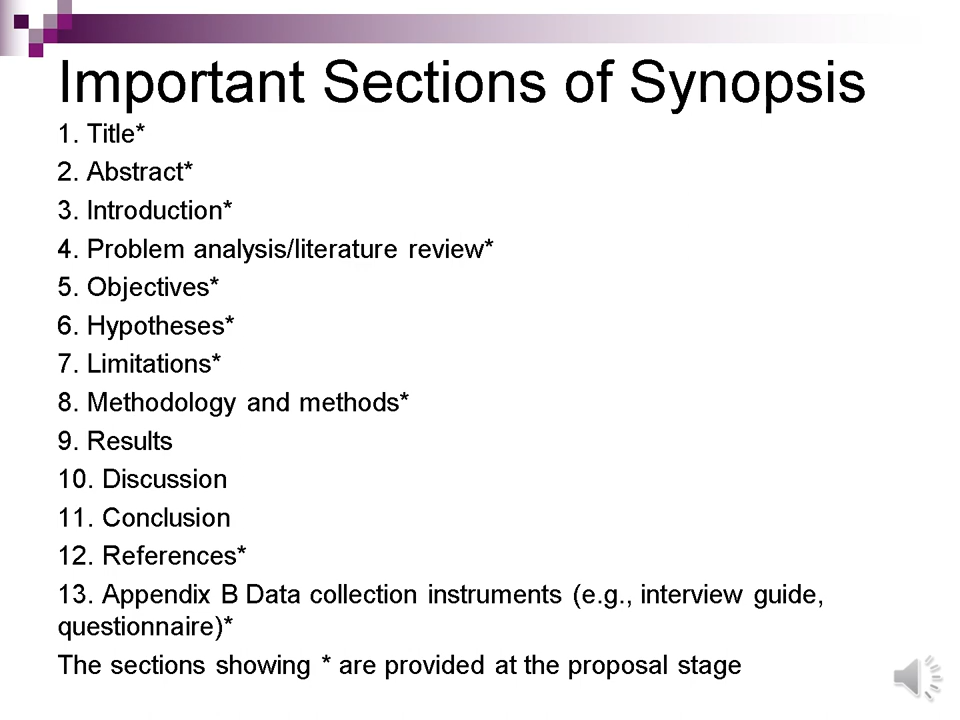 Important Sections of Synopsis
1. Title*
2. Abstract*
3. Introduction*
4. Problem analysis/literature review*
5. Objectives*
6. Hypotheses*
7. Limitations*
8. Methodology and methods*
9. Results
10. Discussion
11. Conclusion
12. References*
13. Appendix B Data collection instruments (e.g., interview guide,
questionnaire)*
The sections showing * are provided at the proposal stage